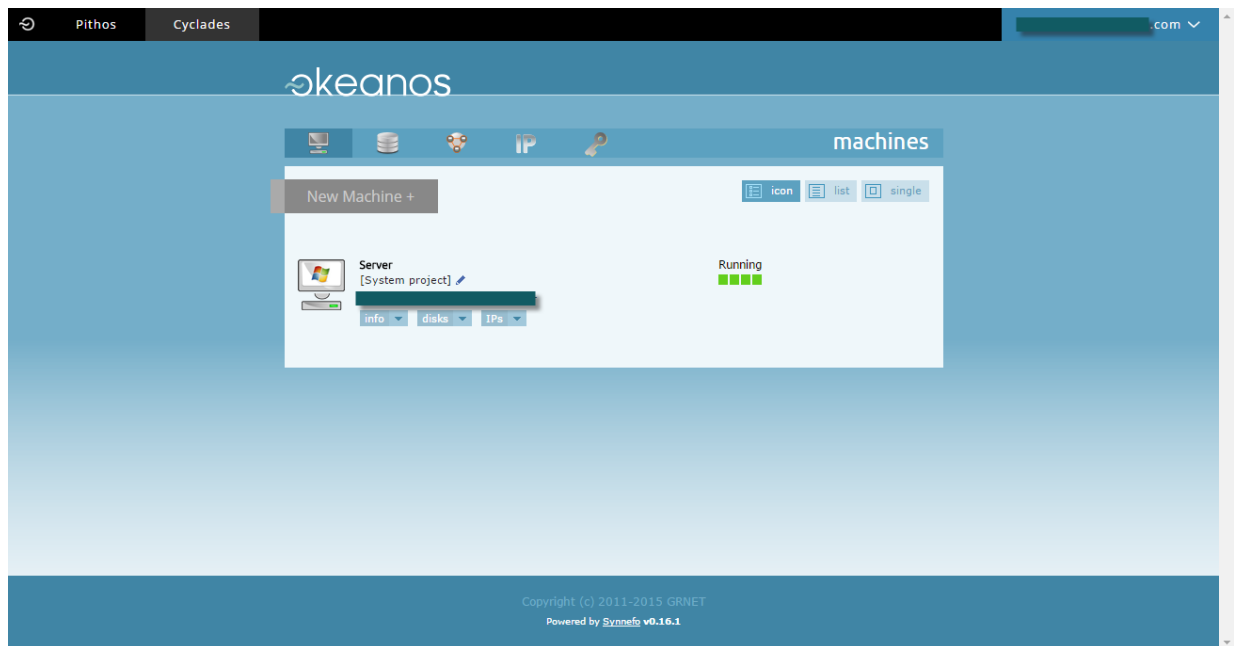 Pithos Cyclades .com
okeanos
IP machines
New Machine + icon list single
Server Running
[System project]
info disks IPs
Copyright (c) 2011-2015 GRNET
Powered by Synnefo v0.16.1